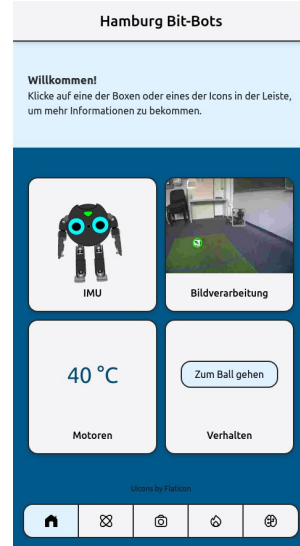 Hamburg Bit-Bots
Willkommen!
Klicke auf eine der Boxen oder eines der Icons in der Leiste,
um mehr Informationen zu bekommen.
IMU
Bildverarbeitung
40 °C
Zum Ball gehen
Motoren
Verhalten
Uicons by Flaticon